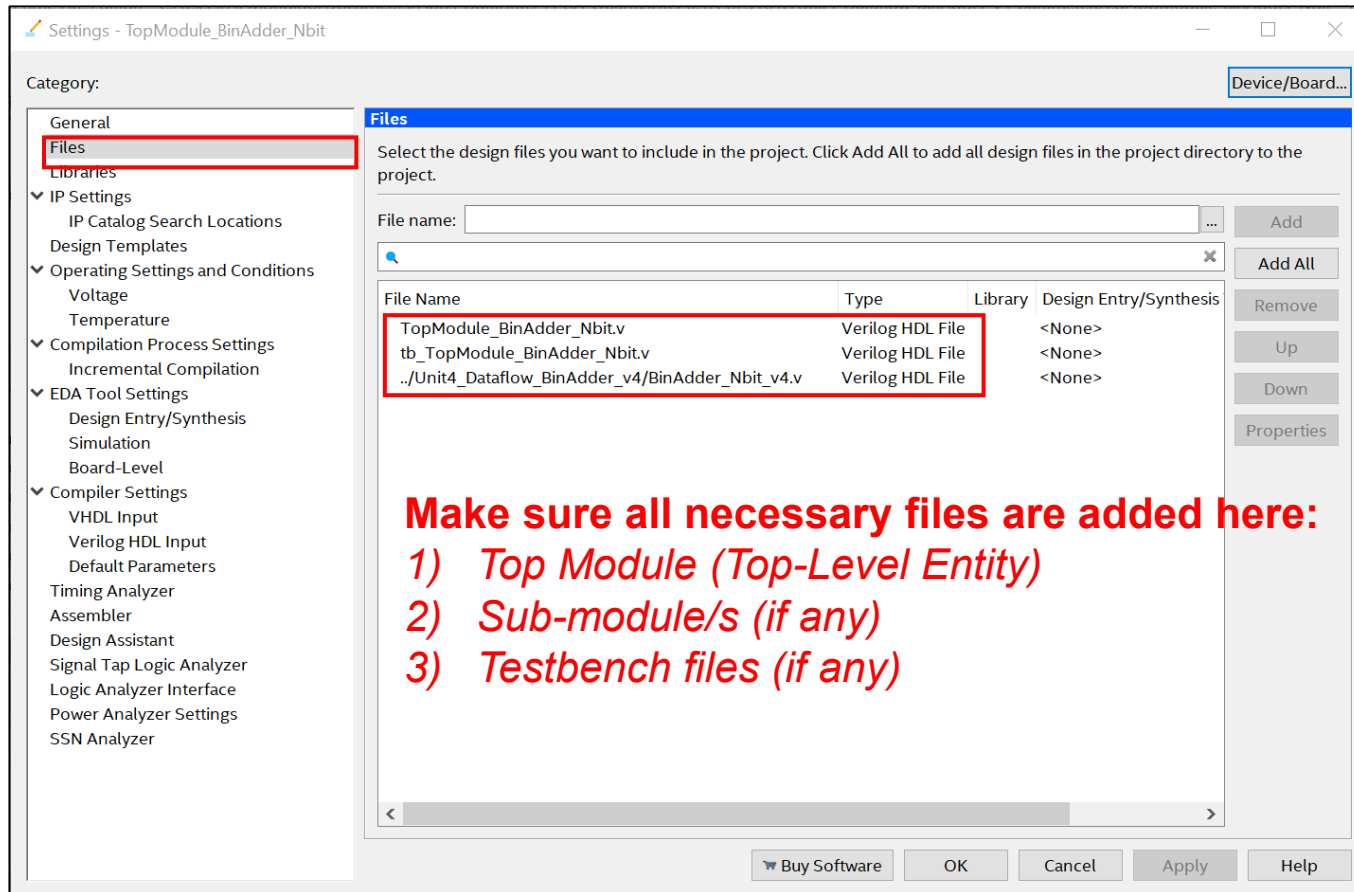 Settings - TopModule_BinAdder_Nbit
Category:
Device/Board...
General
Files
Libraries
IP Settings
IP Catalog Search Locations
Design Templates
Operating Settings and Conditions
Voltage
Temperature
Compilation Process Settings
Incremental Compilation
EDA Tool Settings
Design Entry/Synthesis
Simulation
Board-Level
Compiler Settings
VHDL Input
Verilog HDL Input
Default Parameters
Timing Analyzer
Assembler
Design Assistant
Signal Tap Logic Analyzer
Logic Analyzer Interface
Power Analyzer Settings
SSN Analyzer
Files
Select the design files you want to include in the project. Click Add All to add all design files in the project directory to the
project.
File name:
...
Add
Add All
File Name Type Library Design Entry/Synthesis
Remove
TopModule_BinAdder_Nbit.v Verilog HDL File <None>
tb_TopModule_BinAdder_Nbit.v Verilog HDL File <None>
../Unit4_Dataflow_BinAdder_v4/BinAdder_Nbit_v4.v Verilog HDL File <None>
Up
Down
Properties
Make sure all necessary files are added here:
1) Top Module (Top-Level Entity)
2) Sub-module/s (if any)
3) Testbench files (if any)
Buy Software
OK
Cancel
Apply
Help